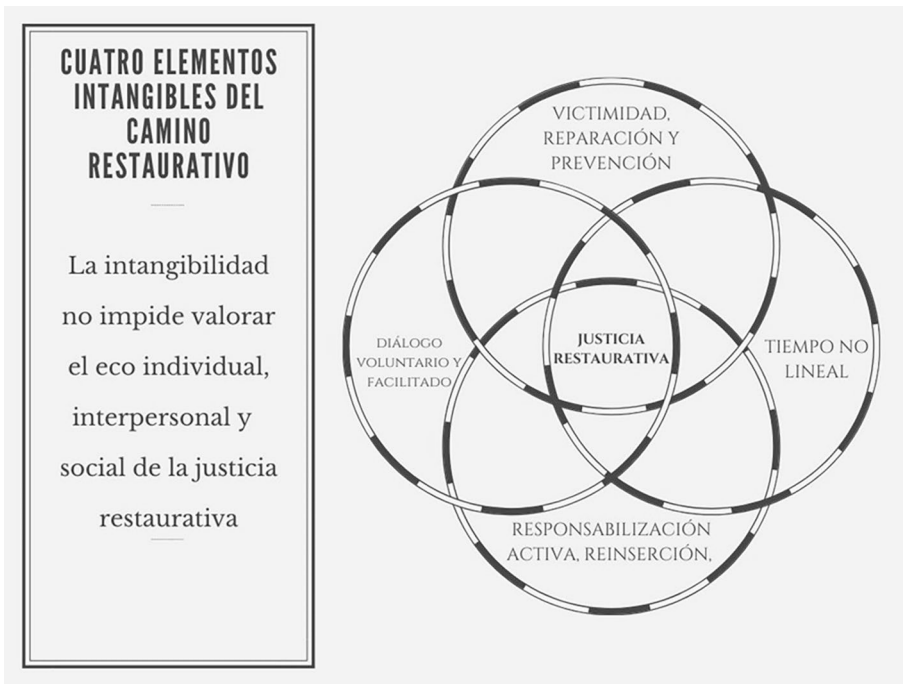 CUATRO ELEMENTOS
INTANGIBLES DEL
CAMINO
RESTAURATIVO
La intangibilidad
no impide valorar
el eco individual,
interpersonal y
social de la justicia
restaurativa
VICTIMIDAD,
REPARACIÓN Y
PREVENCIÓN
DIÁLOGO
VOLUNTARIO Y
FACILITADO
JUSTICIA
RESTAURATIVA
TIEMPO NO
LINEAL
RESPONSABILIZACIÓN
ACTIVA, REINSERCIÓN,